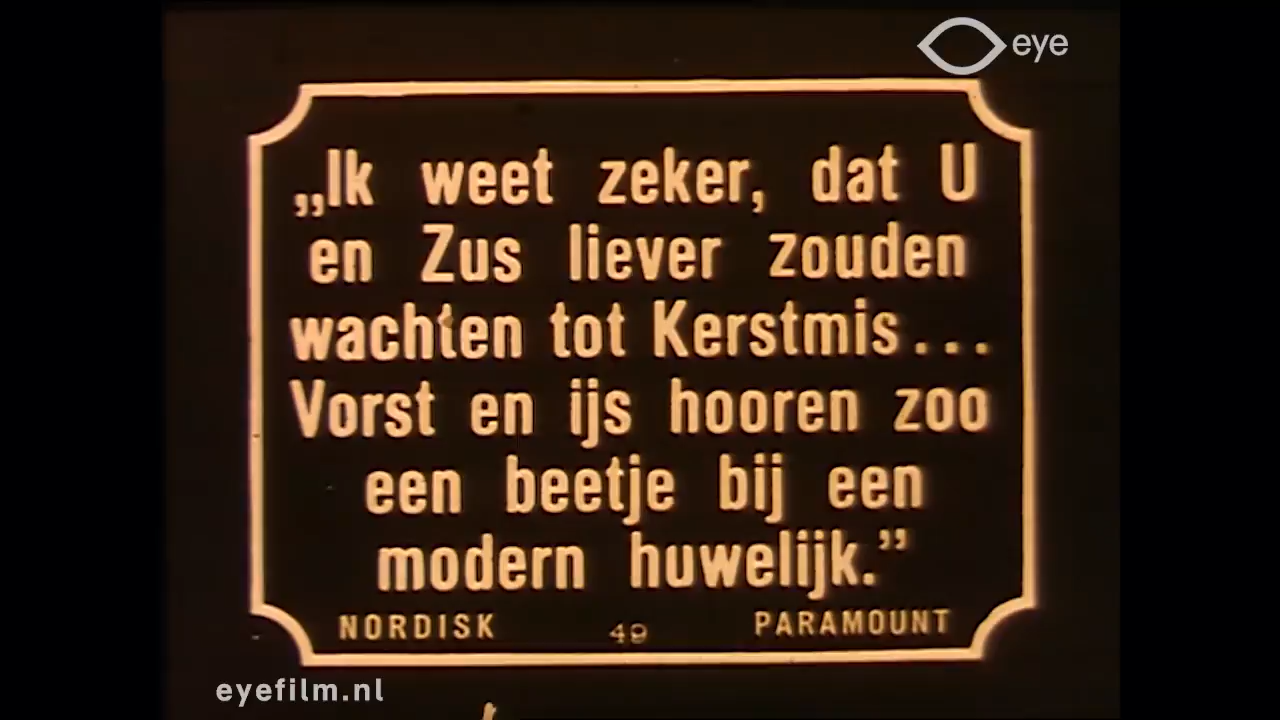 eye
„Ik weet zeker, dat U
en Zus liever zouden
wachten tot Kerstmis...
Vorst en ijs hooren zoo
een beetje bij een
modern huwelijk.”
NORDISK 49 PARAMOUNT
eyefilm.nl